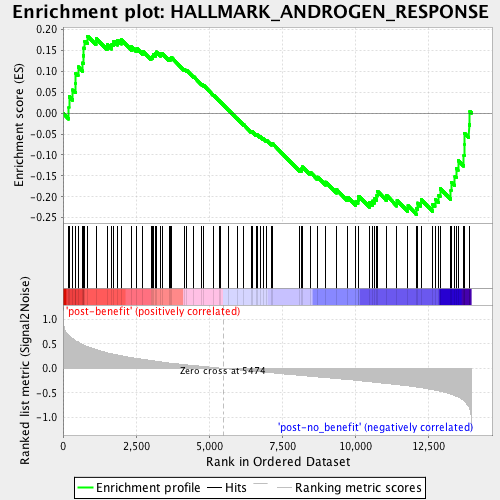 Enrichment plot: HALLMARK_ANDROGEN_RESPONSE
Enrichment score (ES)
0.20
0.15
0.10
0.05
0.00
-0.05
-0.10
-0.15
-0.20
-0.25
'post-benefit' (positively correlated)
Ranked list metric (Signal2Noise)
1.0
0.5
0.0
-0.5
-1.0
Zero cross at 5474
'post-no_benefit' (negatively correlated)
0
2,500
5,000
7,500
10,000
12,500
Rank in Ordered Dataset
Enrichment profile
Hits
Ranking metric scores